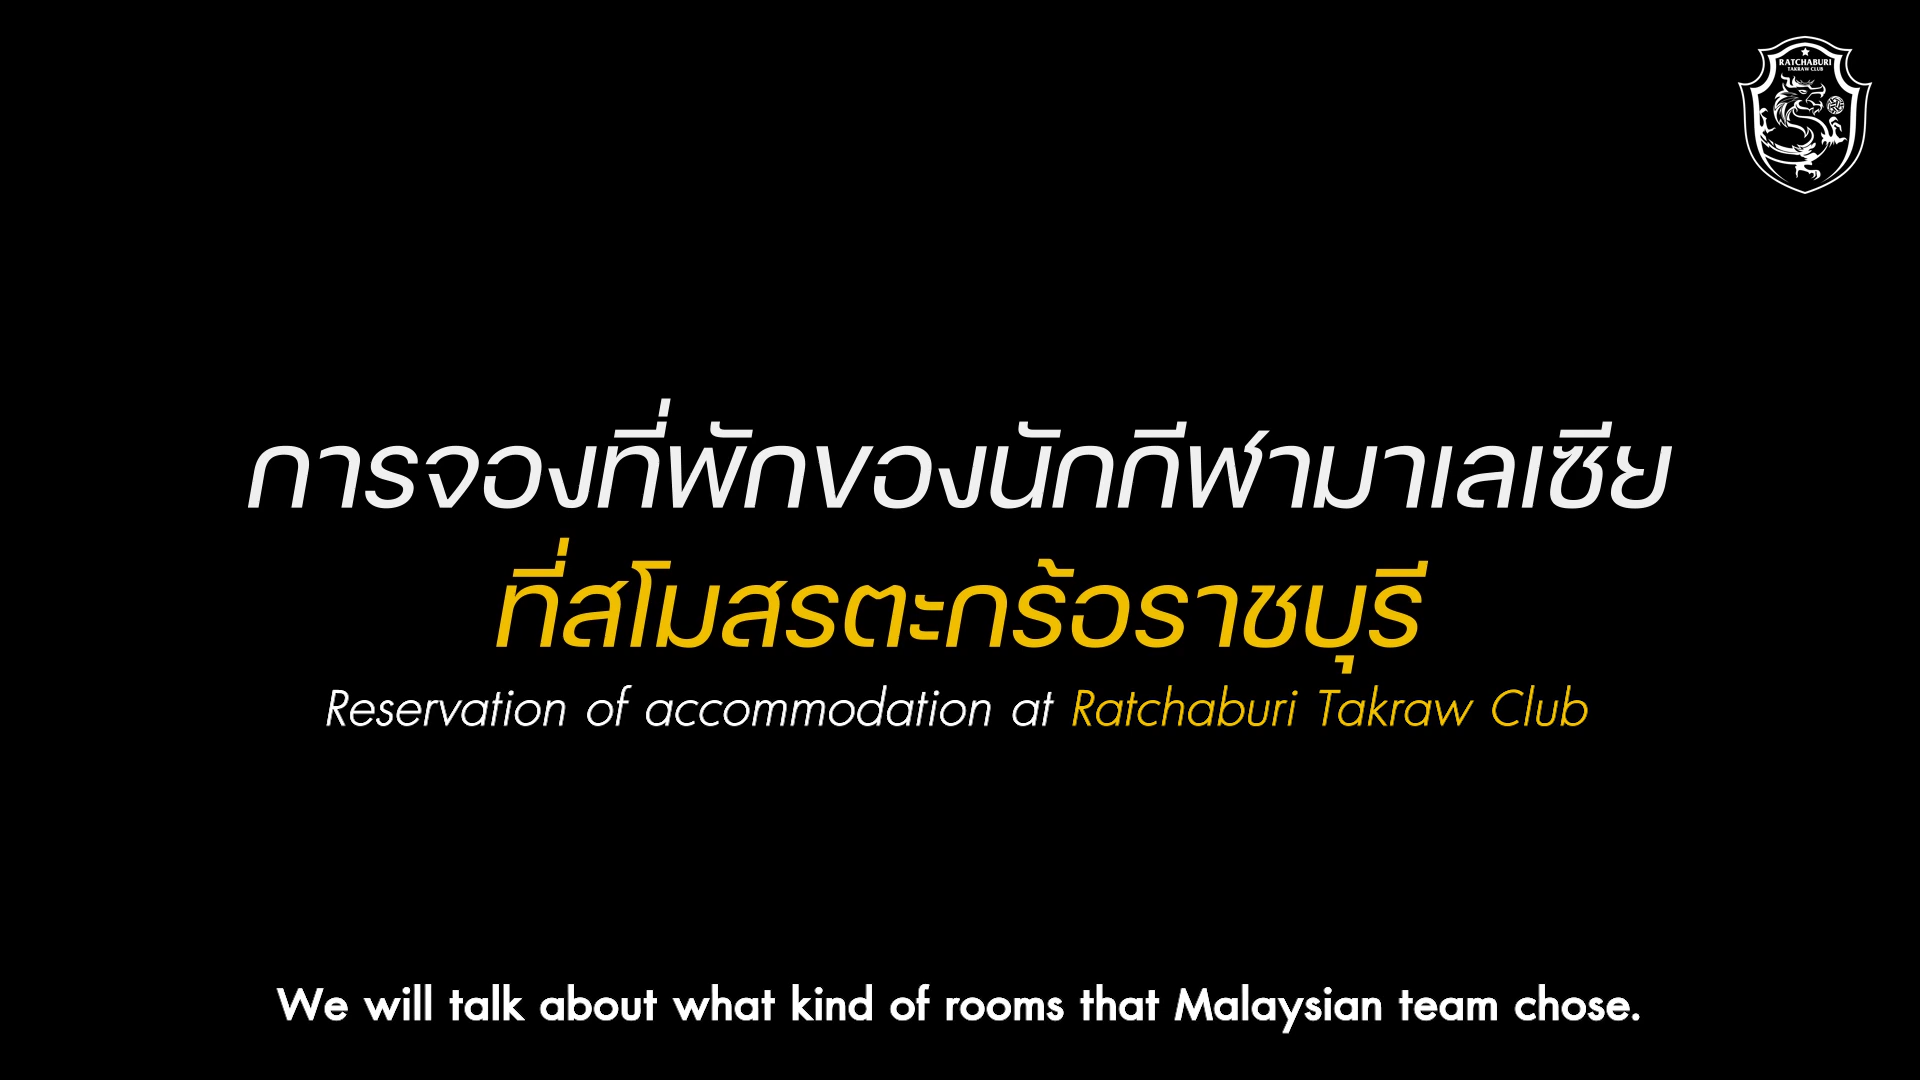 RATCHABURI
TAKRAW CLUB
การจองที่พักของนักกีฬามาเลเซีย
ที่สโมสรตะกร้อราชบุรี
Reservation of accommodation at Ratchaburi Takraw Club
We will talk about what kind of rooms that Malaysian team chose.